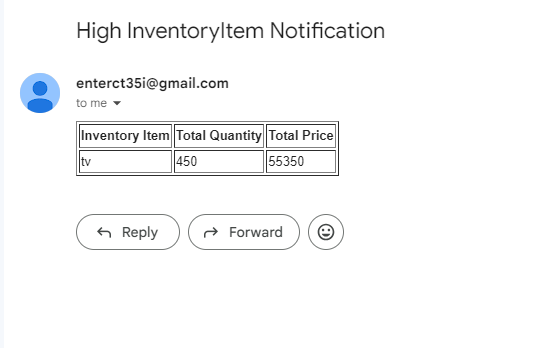 High InventoryItem Notification
enterct35i@gmail.com
to me
Inventory Item Total Quantity Total Price
tv 450 55350
Reply Forward